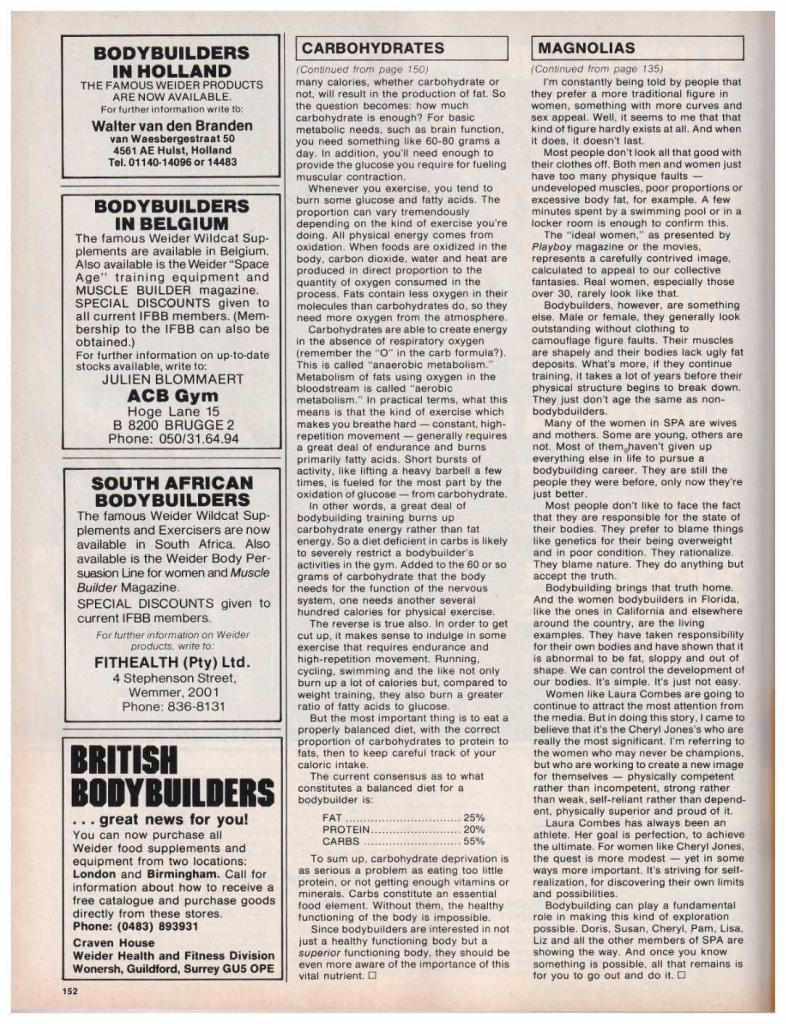 BODYBUILDERS
IN HOLLAND
THE FAMOUS WEIDER PRODUCTS
ARE NOW AVAILABLE.
For further information write to:
Walter van den Branden
van Waesbergestraat 50
4561 AE Hulst, Holland
Tel. 01140-14096 or 14483
BODYBUILDERS
IN BELGIUM
The famous Weider Wildcat Sup-
plements are available in Belgium.
Also available is the Weider "Space
Age" training equipment and
MUSCLE BUILDER magazine.
SPECIAL DISCOUNTS given to
all current IFBB members. (Mem-
bership to the IFBB can also be
obtained.)
For further information on up-to-date
stocks available, write to:
JULIEN BLOMMAERT
ACB Gym
Hoge Lane 15
B 8200 BRUGGE 2
Phone: 050/31.64.94
SOUTH AFRICAN
BODYBUILDERS
The famous Weider Wildcat Sup-
plements and Exercisers are now
available in South Africa. Also
available is the Weider Body Per-
suasion Line for women and Muscle
Builder Magazine.
SPECIAL DISCOUNTS given to
current IFBB members.
For further information on Weider
products, write to:
FITHEALTH (Pty) Ltd.
4 Stephenson Street,
Wemmer, 2001
Phone: 836-8131
BRITISH
BODYBUILDERS
. . . great news for you!
You can now purchase all
Weider food supplements and
equipment from two locations:
London and Birmingham. Call for
information about how to receive a
free catalogue and purchase goods
directly from these stores.
Phone: (0483) 893931
Craven House
Weider Health and Fitness Division
Wonersh, Guildford, Surrey GU5 OPE
152
CARBOHYDRATES
(Continued from page 150)
many calories, whether carbohydrate or
not, will result in the production of fat. So
the question becomes: how much
carbohydrate is enough? For basic
metabolic needs, such as brain function,
you need something like 60-80 grams a
day. In addition, you'll need enough to
provide the glucose you require for fueling
muscular contraction.
Whenever you exercise, you tend to
burn some glucose and fatty acids. The
proportion can vary tremendously
depending on the kind of exercise you're
doing. All physical energy comes from
oxidation. When foods are oxidized in the
body, carbon dioxide, water and heat are
produced in direct proportion to the
quantity of oxygen consumed in the
process. Fats contain less oxygen in their
molecules than carbohydrates do, so they
need more oxygen from the atmosphere.
Carbohydrates are able to create energy
in the absence of respiratory oxygen
(remember the "O" in the carb formula?).
This is called "anaerobic metabolism."
Metabolism of fats using oxygen in the
bloodstream is called "aerobic
metabolism." In practical terms, what this
means is that the kind of exercise which
makes you breathe hard — constant, high-
repetition movement — generally requires
a great deal of endurance and burns
primarily fatty acids. Short bursts of
activity, like lifting a heavy barbell a few
times, is fueled for the most part by the
oxidation of glucose — from carbohydrate.
In other words, a great deal of
bodybuilding training burns up
carbohydrate energy rather than fat
energy. So a diet deficient in carbs is likely
to severely restrict a bodybuilder's
activities in the gym. Added to the 60 or so
grams of carbohydrate that the body
needs for the function of the nervous
system, one needs another several
hundred calories for physical exercise.
The reverse is true also. In order to get
cut up, it makes sense to indulge in some
exercise that requires endurance and
high-repetition movement. Running,
cycling, swimming and the like not only
burn up a lot of calories but, compared to
weight training, they also burn a greater
ratio of fatty acids to glucose.
But the most important thing is to eat a
properly balanced diet, with the correct
proportion of carbohydrates to protein to
fats, then to keep careful track of your
caloric intake.
The current consensus as to what
constitutes a balanced diet for a
bodybuilder is:
FAT .............................. 25%
PROTEIN.......................... 20%
CARBS ............................ 55%
To sum up, carbohydrate deprivation is
as serious a problem as eating too little
protein, or not getting enough vitamins or
minerals. Carbs constitute an essential
food element. Without them, the healthy
functioning of the body is impossible.
Since bodybuilders are interested in not
just a healthy functioning body but a
superior functioning body, they should be
even more aware of the importance of this
vital nutrient. □
MAGNOLIAS
(Continued from page 135)
I'm constantly being told by people that
they prefer a more traditional figure in
women, something with more curves and
sex appeal. Well, it seems to me that that
kind of figure hardly exists at all. And when
it does, it doesn't last.
Most people don't look all that good with
their clothes off. Both men and women just
have too many physique faults —
undeveloped muscles, poor proportions or
excessive body fat, for example. A few
minutes spent by a swimming pool or in a
locker room is enough to confirm this.
The "ideal women," as presented by
Playboy magazine or the movies,
represents a carefully contrived image,
calculated to appeal to our collective
fantasies. Real women, especially those
over 30, rarely look like that.
Bodybuilders, however, are something
else. Male or female, they generally look
outstanding without clothing to
camouflage figure faults. Their muscles
are shapely and their bodies lack ugly fat
deposits. What's more, if they continue
training, it takes a lot of years before their
physical structure begins to break down.
They just don't age the same as non-
bodybduilders.
Many of the women in SPA are wives
and mothers. Some are young, others are
not. Most of them haven't given up
everything else in life to pursue a
bodybuilding career. They are still the
people they were before, only now they're
just better.
Most people don't like to face the fact
that they are responsible for the state of
their bodies. They prefer to blame things
like genetics for their being overweight
and in poor condition. They rationalize.
They blame nature. They do anything but
accept the truth.
Bodybuilding brings that truth home.
And the women bodybuilders in Florida,
like the ones in California and elsewhere
around the country, are the living
examples. They have taken responsibility
for their own bodies and have shown that it
is abnormal to be fat, sloppy and out of
shape. We can control the development of
our bodies. It's simple. It's just not easy.
Women like Laura Combes are going to
continue to attract the most attention from
the media. But in doing this story, I came to
believe that it's the Cheryl Jones's who are
really the most significant. I'm referring to
the women who may never be champions,
but who are working to create a new image
for themselves — physically competent
rather than incompetent, strong rather
than weak, self-reliant rather than depend-
ent, physically superior and proud of it.
Laura Combes has always been an
athlete. Her goal is perfection, to achieve
the ultimate. For women like Cheryl Jones,
the quest is more modest — yet in some
ways more important. It's striving for self-
realization, for discovering their own limits
and possibilities.
Bodybuilding can play a fundamental
role in making this kind of exploration
possible. Doris, Susan, Cheryl, Pam, Lisa,
Liz and all the other members of SPA are
showing the way. And once you know
something is possible, all that remains is
for you to go out and do it. □